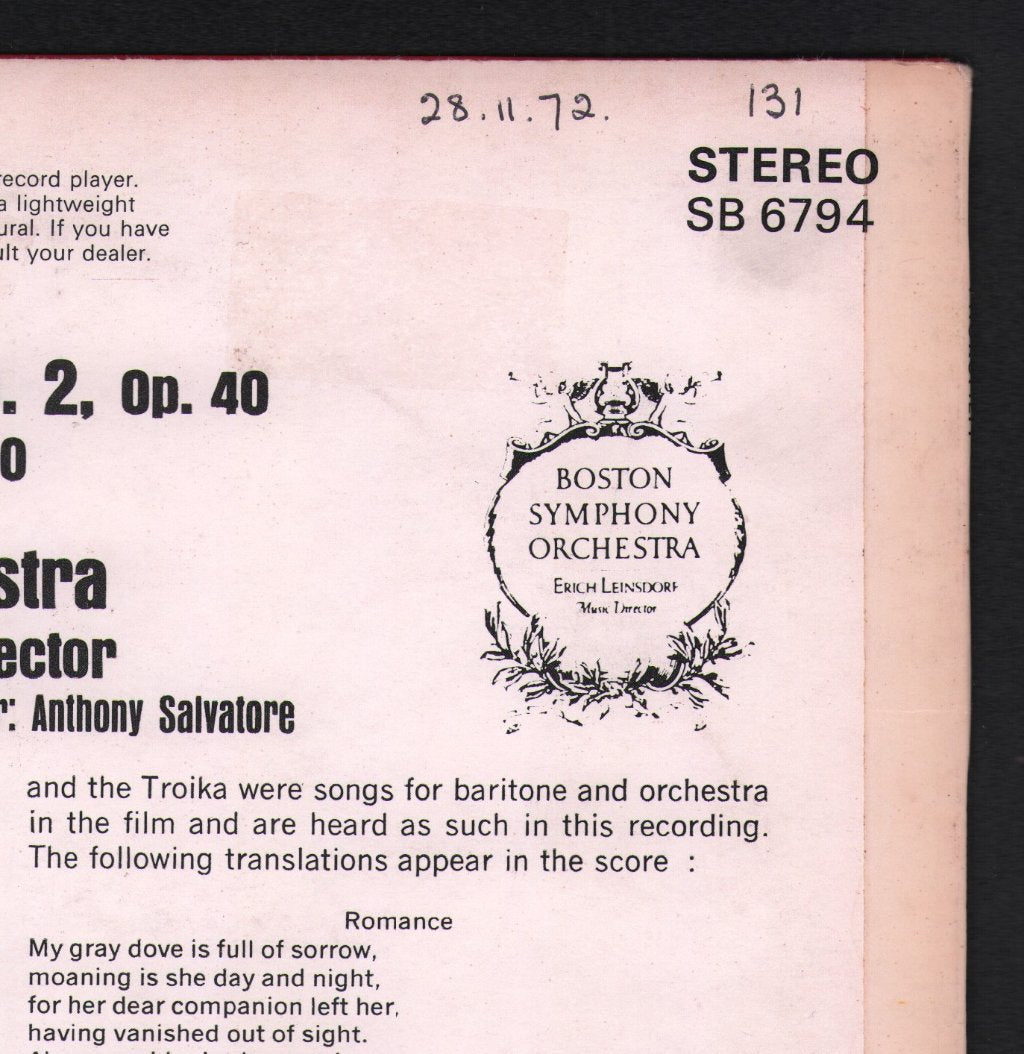 28.11.72. 131
STEREO
SB 6794
record player.
a lightweight
ural. If you have
ult your dealer.
. 2, Op. 40
0
BOSTON
SYMPHONY
ORCHESTRA
ERICH LEINSDORF
Music Director
stra
ector
r: Anthony Salvatore
and the Troika were songs for baritone and orchestra
in the film and are heard as such in this recording.
The following translations appear in the score :
Romance
My gray dove is full of sorrow,
moaning is she day and night,
for her dear companion left her,
having vanished out of sight.